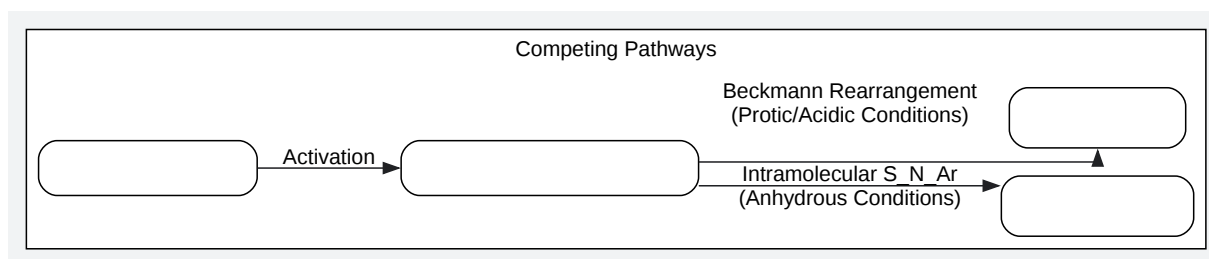 Competing Pathways
Beckmann Rearrangement
(Protic/Acidic Conditions)
Activation
Intramolecular S_N_Ar
(Anhydrous Conditions)